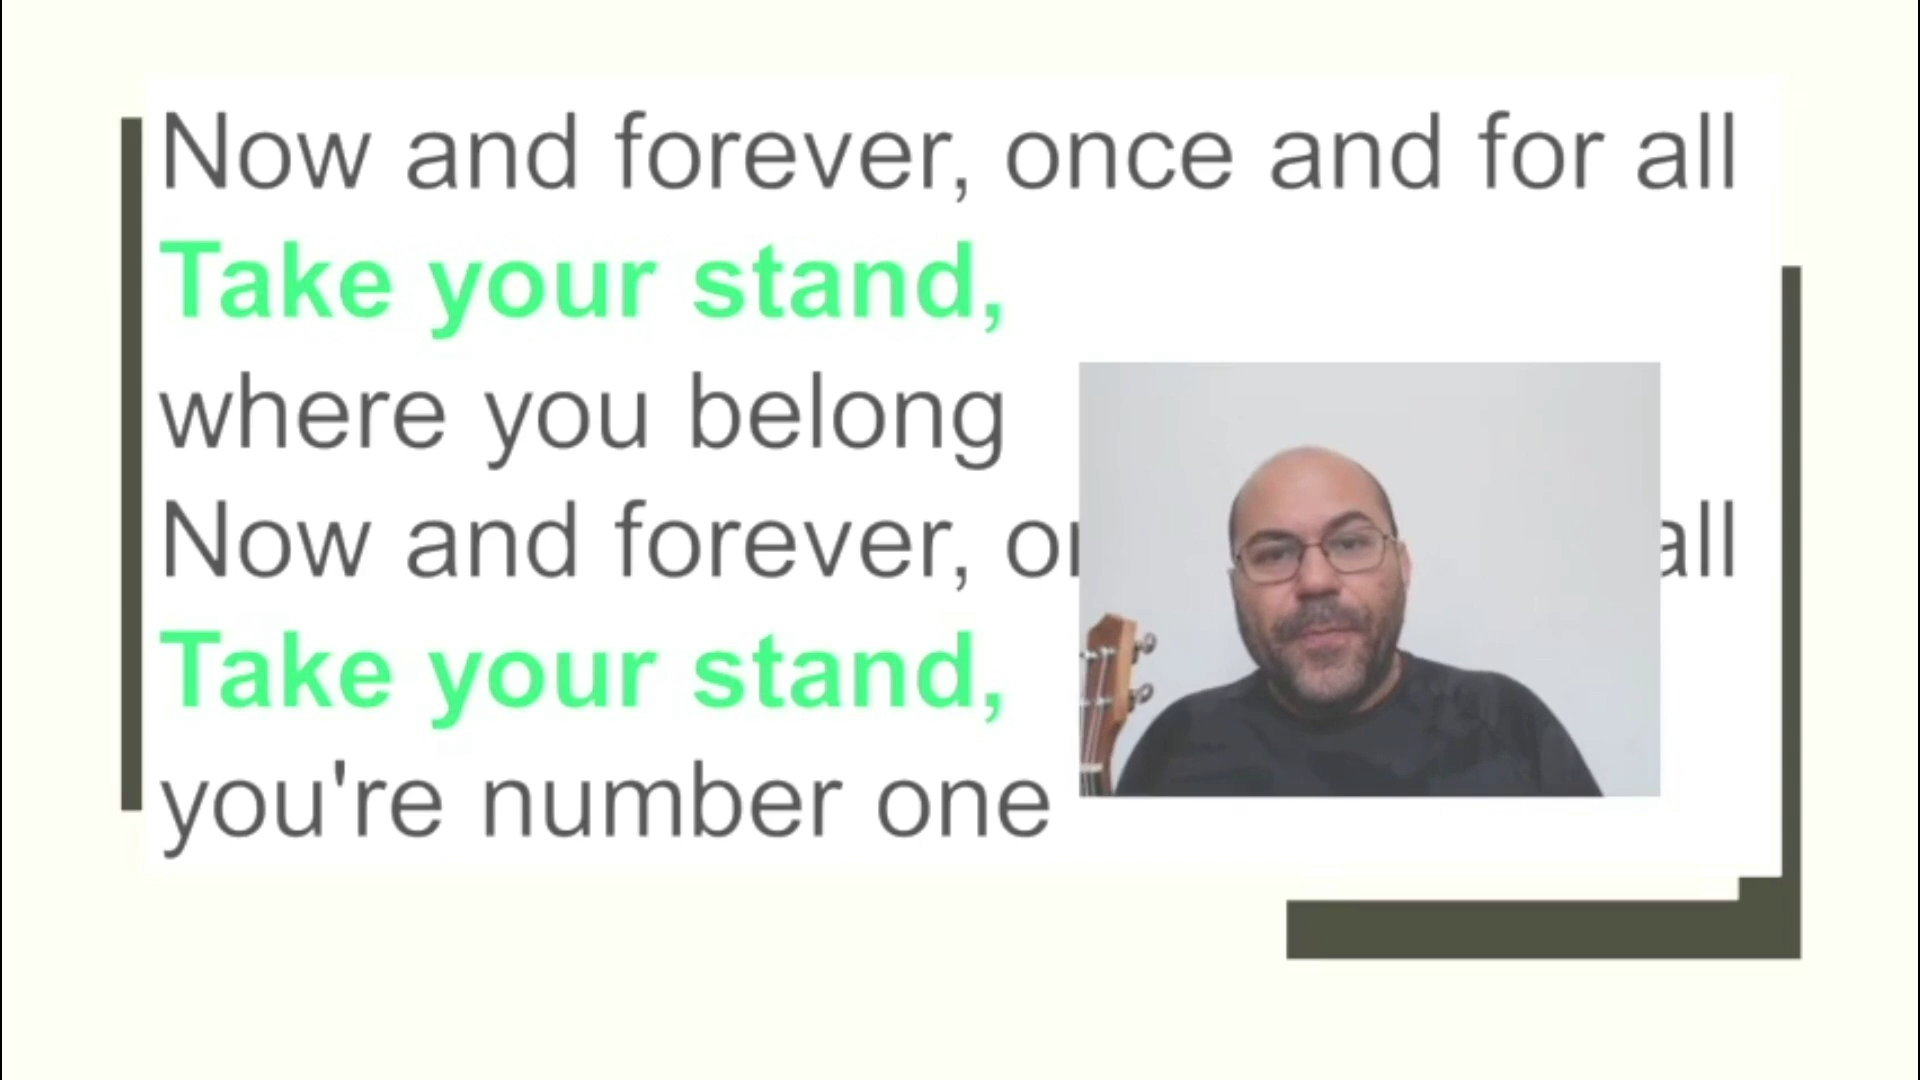 Now and forever, once and for all
Take your stand,
where you belong
Now and forever, all
Take your stand,
you're number one